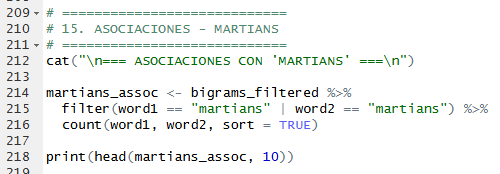 209 # ============================
210 # 15. ASOCIACIONES - MARTIANS
211 # ============================
212 cat("\n=== ASOCIACIONES CON 'MARTIANS' ===\n")
213
214 martians_assoc <- bigrams_filtered %>%
215   filter(word1 == "martians" | word2 == "martians") %>%
216   count(word1, word2, sort = TRUE)
217
218 print(head(martians_assoc, 10))
219